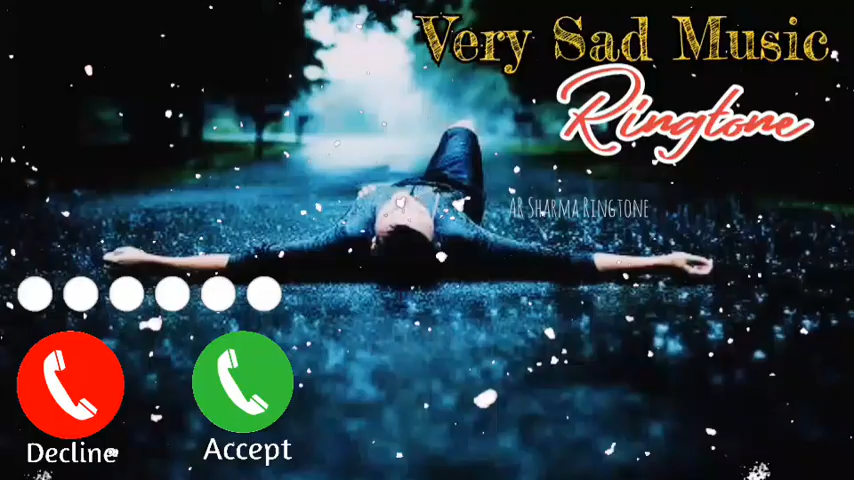 Very Sad Music
Ringtone
AR Sharma Ringtone
Decline
Accept